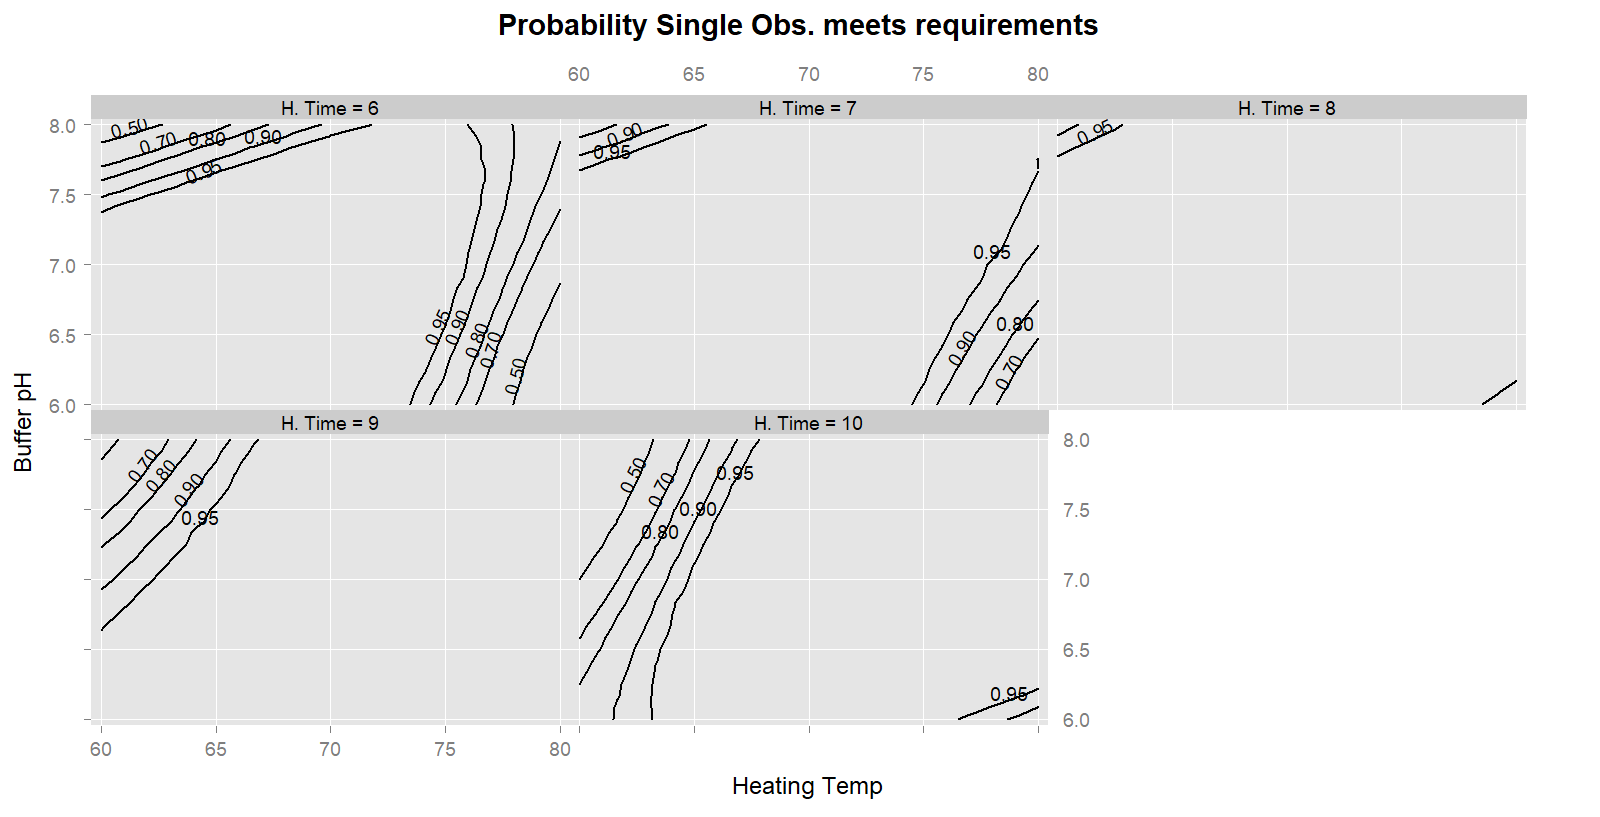 Probability Single Obs. meets requirements
60 65 70 75 80
H. Time = 6 H. Time = 7 H. Time = 8
8.0 0.50 0.70 0.80 0.90 0.95 0.90 0.95 0.95
7.5
7.0 0.95
6.5 0.95 0.90 0.80 0.70 0.50 0.90 0.80 0.70
6.0
Buffer pH
H. Time = 9 H. Time = 10
0.70 0.80 0.90 0.95 0.50 0.70 0.80 0.90 0.95 8.0
7.5
7.0
6.5
0.95 6.0
60 65 70 75 80
Heating Temp